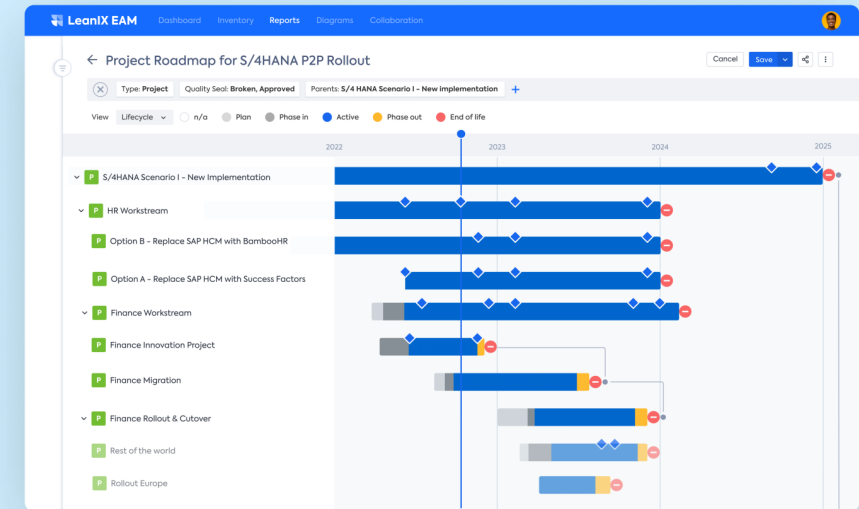 LeanIX EAM Dashboard Inventory Reports Diagrams Collaboration
Project Roadmap for S/4HANA P2P Rollout Cancel Save
Type: Project Quality Seal: Broken, Approved Parents: S/4 HANA Scenario I - New implementation +
View Lifecycle n/a Plan Phase in Active Phase out End of life
2022 2023 2024 2025
P S/4HANA Scenario I - New Implementation
P HR Workstream
P Option B - Replace SAP HCM with BambooHR
P Option A - Replace SAP HCM with Success Factors
P Finance Workstream
P Finance Innovation Project
P Finance Migration
P Finance Rollout & Cutover
P Rest of the world
P Rollout Europe